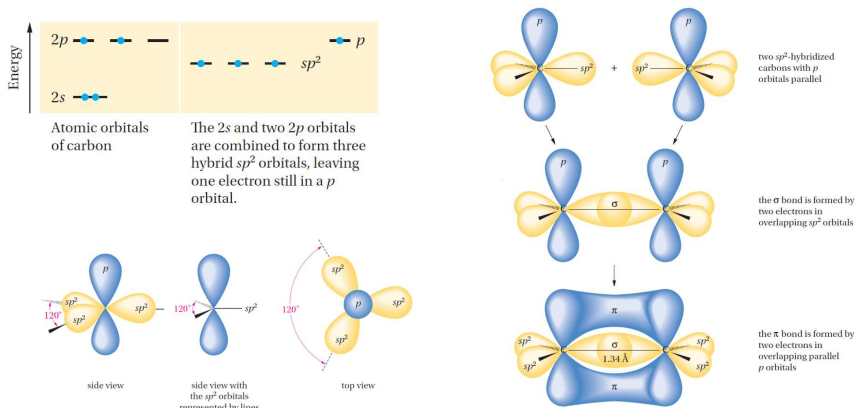 Energy
2p
p
sp²
2s
Atomic orbitals
of carbon
The 2s and two 2p orbitals
are combined to form three
hybrid sp² orbitals, leaving
one electron still in a p
orbital.
p
sp²
sp²
sp²
120°
side view
120°
sp²
side view with
the sp² orbitals
represented by lines
sp²
p
sp²
sp²
120°
top view
p
p
C
sp²
+
sp²
C
two sp²-hybridized
carbons with p
orbitals parallel
p
p
C
σ
C
the σ bond is formed by
two electrons in
overlapping sp² orbitals
π
sp²
sp²
C
σ
1.34 Å
C
sp²
sp²
π
the π bond is formed by
two electrons in
overlapping parallel
p orbitals